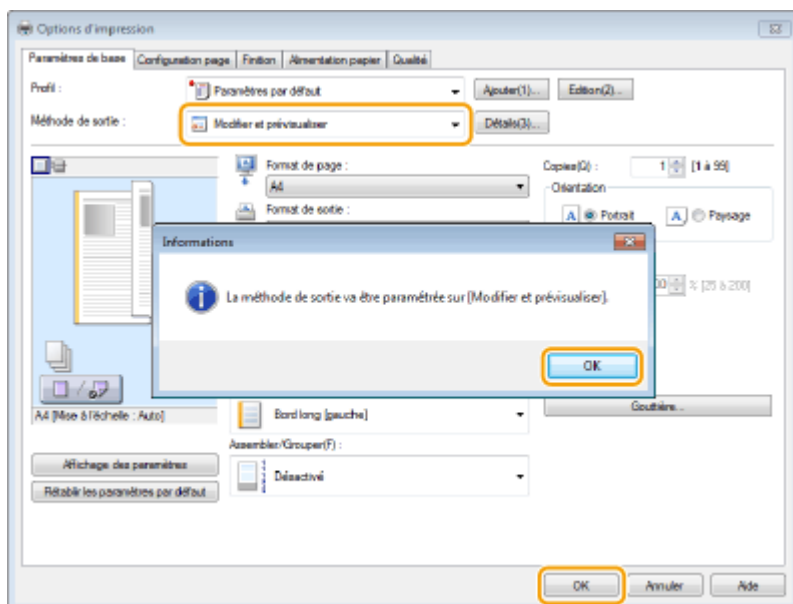 Options d'impression
Paramètres de base Configuration page Finition Alimentation papier Qualité
Profil : Paramètres par défaut Ajouter(1)... Edition(2)...
Méthode de sortie : Modifier et prévisualiser Détails(3)...
Format de page : Copies(Q) : 1 [1 à 99]
A4 Orientation
Format de sortie : A Portrait A Paysage
Informations
La méthode de sortie va être paramétrée sur [Modifier et prévisualiser].
00 % [25 à 200]
OK
A4 [Mise à l'échelle : Auto] Bord long [gauche] Gouttière...
Assembler/Grouper(F) :
Affichage des paramètres Désactivé
Rétablir les paramètres par défaut
OK Annuler Aide